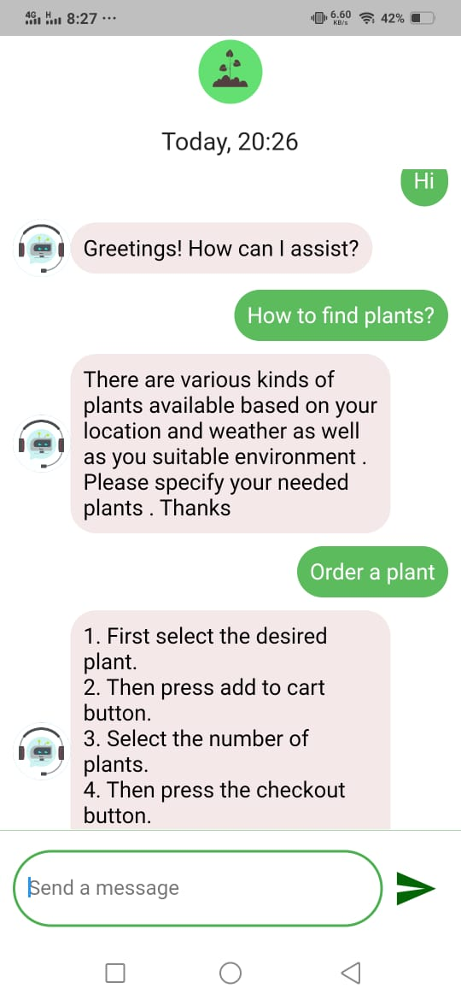 4G H 8:27 ... 6.60 KB/s 42%
Today, 20:26
Hi
Greetings! How can I assist?
How to find plants?
There are various kinds of
plants available based on your
location and weather as well
as you suitable environment .
Please specify your needed
plants . Thanks
Order a plant
1. First select the desired
plant.
2. Then press add to cart
button.
3. Select the number of
plants.
4. Then press the checkout
button.
Send a message